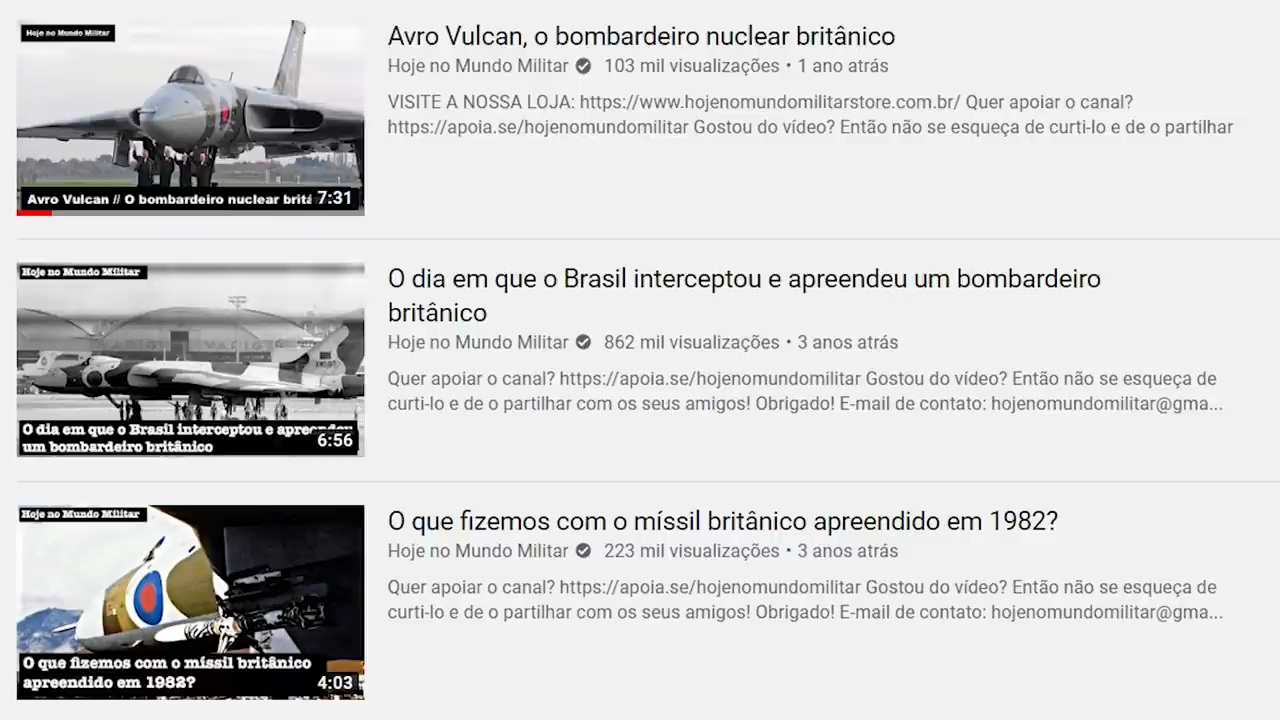 Hoje no Mundo Militar
Avro Vulcan // O bombardeiro nuclear britâ
7:31
Avro Vulcan, o bombardeiro nuclear britânico
Hoje no Mundo Militar 103 mil visualizações • 1 ano atrás
VISITE A NOSSA LOJA: https://www.hojenomundomilitarstore.com.br/ Quer apoiar o canal?
https://apoia.se/hojenomundomilitar Gostou do vídeo? Então não se esqueça de curti-lo e de o partilhar
Hoje no Mundo Militar
O dia em que o Brasil interceptou e apreendeu
um bombardeiro britânico
6:56
O dia em que o Brasil interceptou e apreendeu um bombardeiro
britânico
Hoje no Mundo Militar 862 mil visualizações • 3 anos atrás
Quer apoiar o canal? https://apoia.se/hojenomundomilitar Gostou do vídeo? Então não se esqueça de
curti-lo e de o partilhar com os seus amigos! Obrigado! E-mail de contato: hojenomundomilitar@gma...
Hoje no Mundo Militar
O que fizemos com o míssil britânico
apreendido em 1982?
4:03
O que fizemos com o míssil britânico apreendido em 1982?
Hoje no Mundo Militar 223 mil visualizações • 3 anos atrás
Quer apoiar o canal? https://apoia.se/hojenomundomilitar Gostou do vídeo? Então não se esqueça de
curti-lo e de o partilhar com os seus amigos! Obrigado! E-mail de contato: hojenomundomilitar@gma...